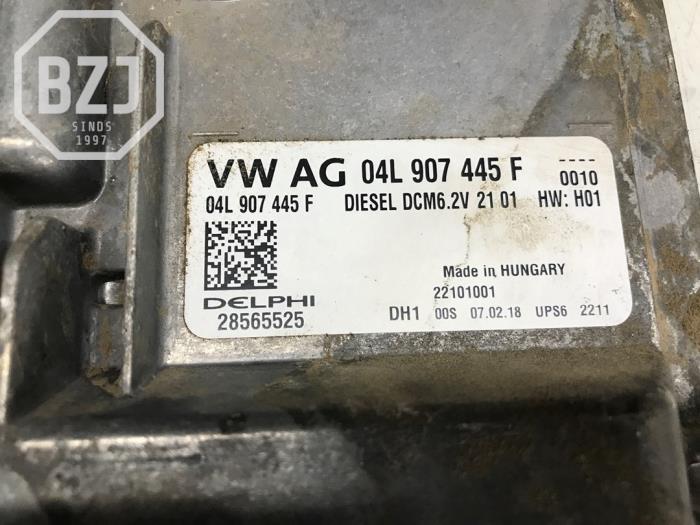 BZJ
SINDS
1997
VW AG 04L 907 445 F ----
0010
04L 907 445 F DIESEL DCM6.2V 21 01 HW: H01
Made in HUNGARY
DELPHI 22101001
28565525 DH1 00S 07.02.18 UPS6 2211